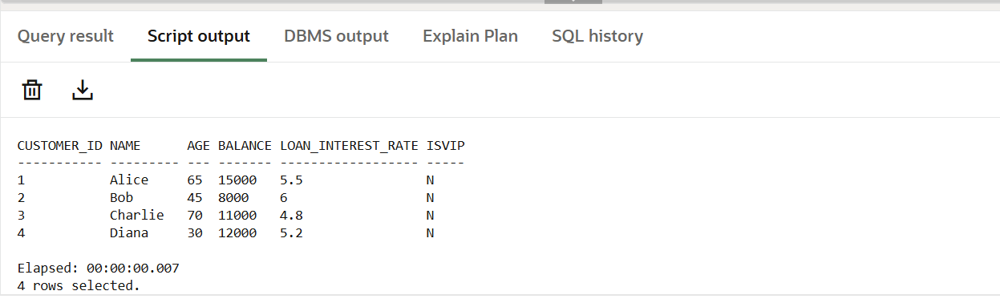 Query result Script output DBMS output Explain Plan SQL history
CUSTOMER_ID NAME      AGE BALANCE LOAN_INTEREST_RATE ISVIP
----------- --------- --- ------- ------------------ -----
1           Alice     65  15000   5.5                N
2           Bob       45  8000    6                  N
3           Charlie   70  11000   4.8                N
4           Diana     30  12000   5.2                N
Elapsed: 00:00:00.007
4 rows selected.